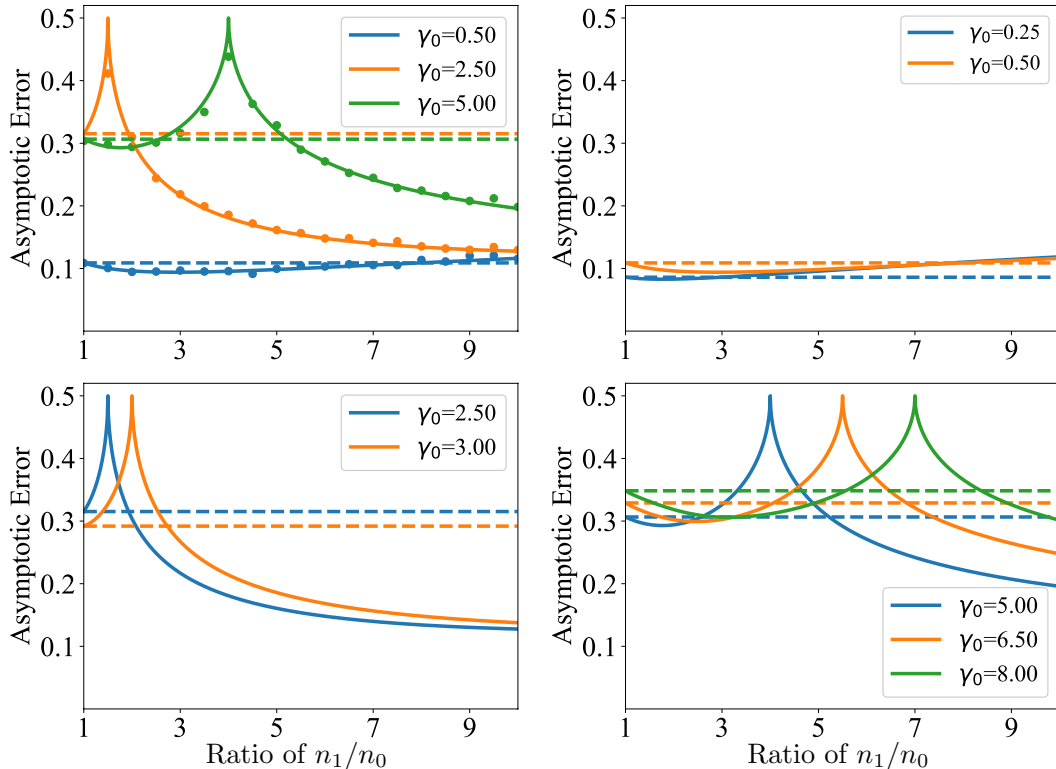 Asymptotic Error
0.5
0.4
0.3
0.2
0.1
1 3 5 7 9
γ₀=0.50
γ₀=2.50
γ₀=5.00
Asymptotic Error
0.5
0.4
0.3
0.2
0.1
1 3 5 7 9
γ₀=0.25
γ₀=0.50
Asymptotic Error
0.5
0.4
0.3
0.2
0.1
1 3 5 7 9
Ratio of n₁/n₀
γ₀=2.50
γ₀=3.00
Asymptotic Error
0.5
0.4
0.3
0.2
0.1
1 3 5 7 9
Ratio of n₁/n₀
γ₀=5.00
γ₀=6.50
γ₀=8.00